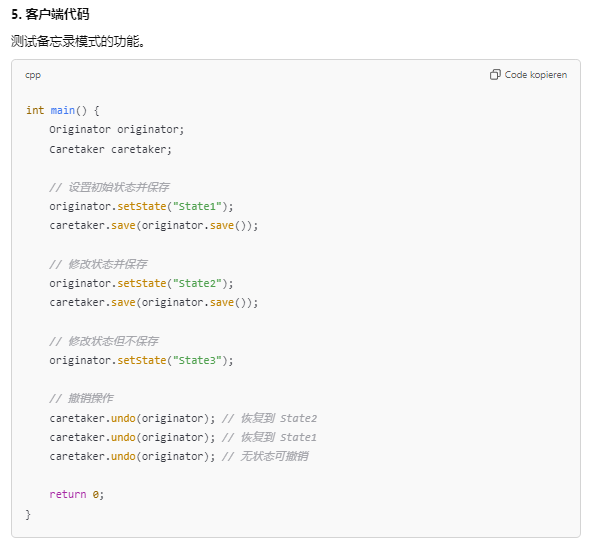 5. 客户端代码
测试备忘录模式的功能。
cpp
Code kopieren
int main() {
    Originator originator;
    Caretaker caretaker;

    // 设置初始状态并保存
    originator.setState("State1");
    caretaker.save(originator.save());

    // 修改状态并保存
    originator.setState("State2");
    caretaker.save(originator.save());

    // 修改状态但不保存
    originator.setState("State3");

    // 撤销操作
    caretaker.undo(originator); // 恢复到 State2
    caretaker.undo(originator); // 恢复到 State1
    caretaker.undo(originator); // 无状态可撤销

    return 0;
}